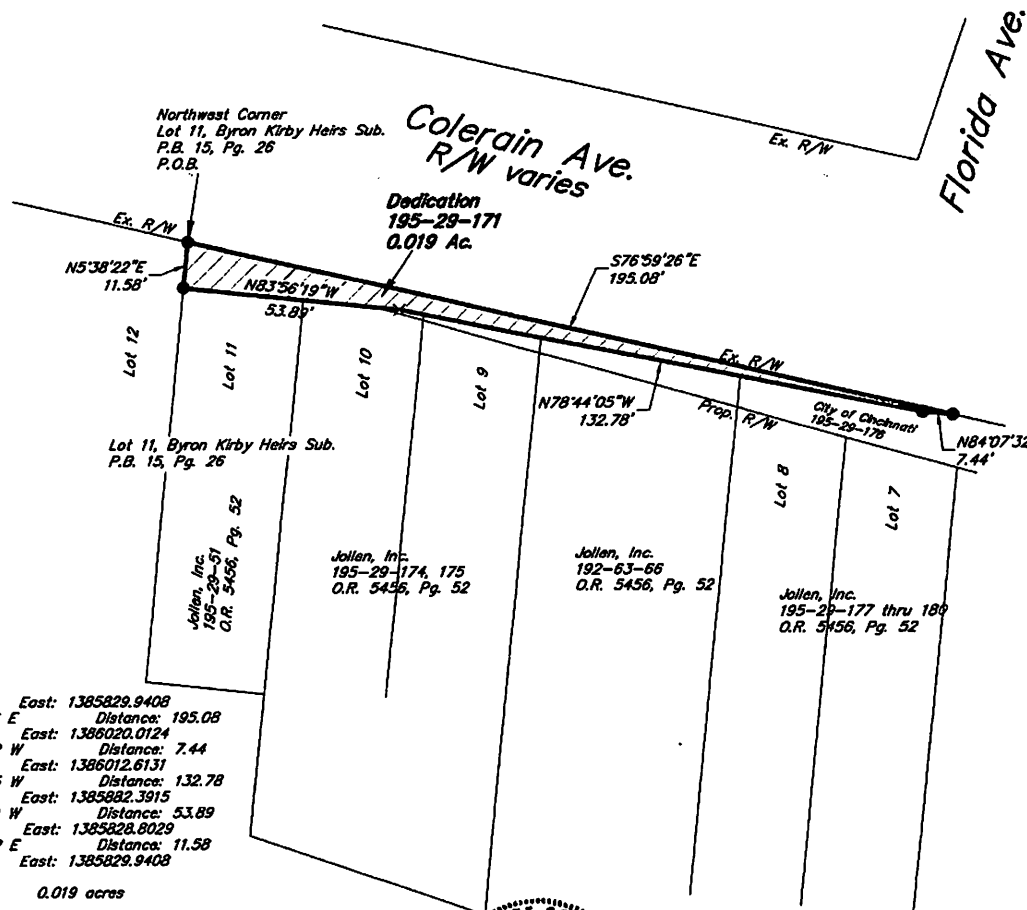 Florida Ave.
Ex. R/W
Colerain Ave.
R/W varies
Northwest Corner
Lot 11, Byron Kirby Heirs Sub.
P.B. 15, Pg. 26
P.O.B.
Dedication
195-29-171
0.019 Ac.
Ex. R/W
N5°38'22"E
11.58'
S76°59'26"E
195.08'
N83°56'19"W
53.89'
Ex. R/W
N78°44'05"W
132.78'
Prop. R/W
City of Cincinnati
195-29-176
N84°07'32
7.44'
Lot 12
Lot 11
Lot 10
Lot 9
Lot 8
Lot 7
Lot 11, Byron Kirby Heirs Sub.
P.B. 15, Pg. 26
Jollen, Inc.
195-29-51
O.R. 5456, Pg. 52
Jollen, Inc.
195-29-174, 175
O.R. 5456, Pg. 52
Jollen, Inc.
192-63-66
O.R. 5456, Pg. 52
Jollen, Inc.
195-29-177 thru 180
O.R. 5456, Pg. 52
East: 1385829.9408
E Distance: 195.08
East: 1386020.0124
W Distance: 7.44
East: 1386012.6131
W Distance: 132.78
East: 1385882.3915
W Distance: 53.89
East: 1385828.8029
E Distance: 11.58
East: 1385829.9408
0.019 acres